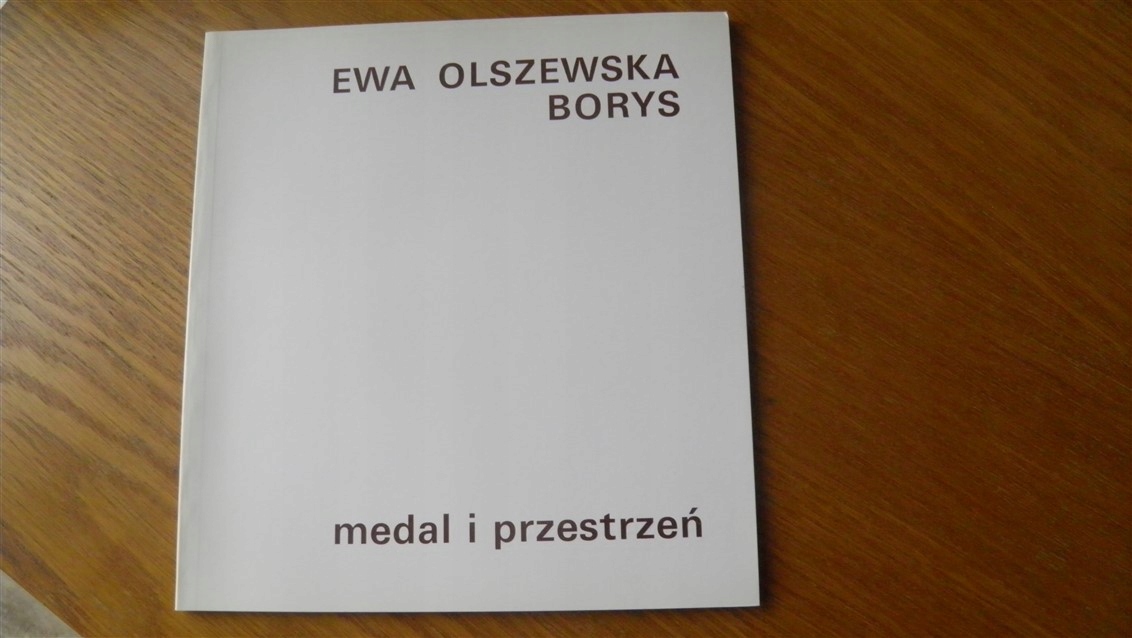 EWA OLSZEWSKA
BORYS
medal i przestrzeń